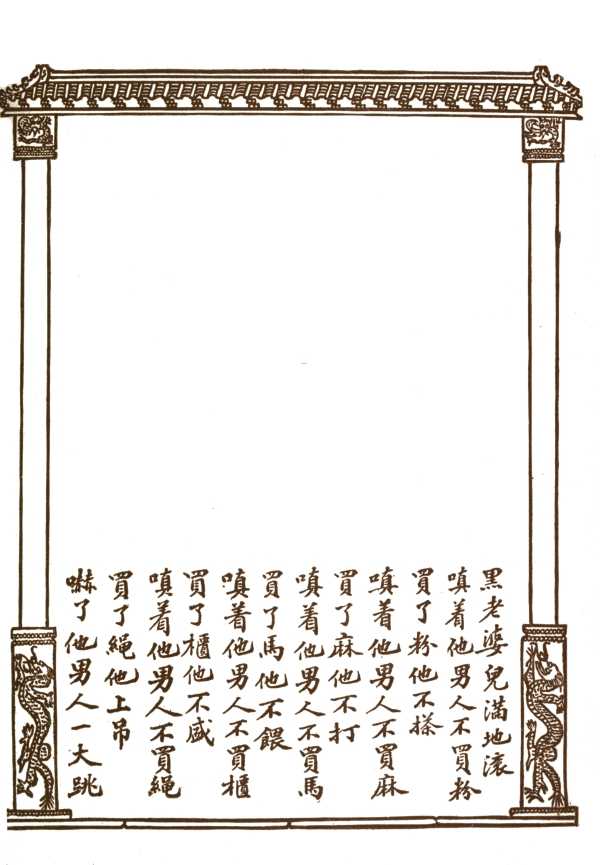 黑老婆兒滿地滾
嗔着他男人不買粉
買了粉他不搽
嗔着他男人不買麻
買了麻他不打
嗔着他男人不買馬
買了馬他不餵
嗔着他男人不買櫃
買了櫃他不盛
嗔着他男人不買繩
買了繩他上吊
嚇了他男人一大跳